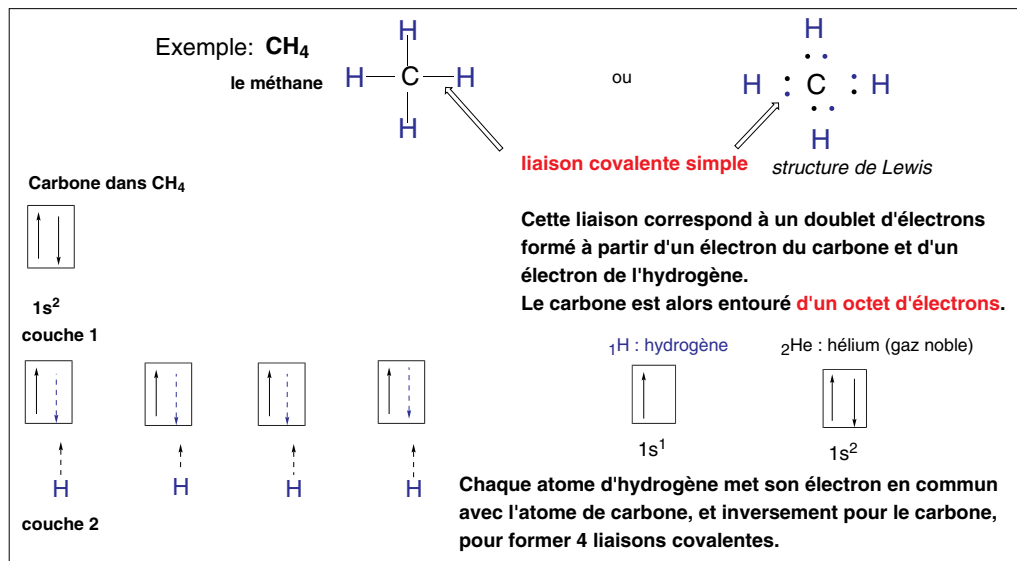 Exemple: CH4
le méthane
H
H C H
H
ou
H
H : C : H
H
liaison covalente simple
structure de Lewis
Carbone dans CH4
1s2
couche 1
Cette liaison correspond à un doublet d'électrons
formé à partir d'un électron du carbone et d'un
électron de l'hydrogène.
Le carbone est alors entouré d'un octet d'électrons.
1H : hydrogène
2He : hélium (gaz noble)
1s1
1s2
H H H H
couche 2
Chaque atome d'hydrogène met son électron en commun
avec l'atome de carbone, et inversement pour le carbone,
pour former 4 liaisons covalentes.